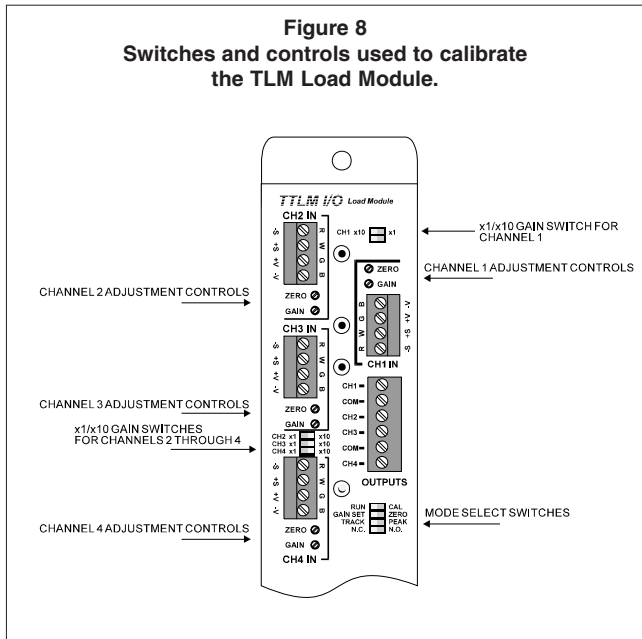 Figure 8
Switches and controls used to calibrate
the TLM Load Module.
TTLM I/O Load Module
CH2 IN
-S
+S
+V
-V
R
W
G
B
ZERO
GAIN
CH1 x10
x1
x1/x10 GAIN SWITCH FOR
CHANNEL 1
ZERO
GAIN
CHANNEL 1 ADJUSTMENT CONTROLS
B
G
W
R
-V
+V
+S
-S
CH1 IN
CHANNEL 2 ADJUSTMENT CONTROLS
CH3 IN
-S
+S
+V
-V
R
W
G
B
ZERO
GAIN
CHANNEL 3 ADJUSTMENT CONTROLS
x1/x10 GAIN SWITCHES
FOR CHANNELS 2 THROUGH 4
CH2 x1 x10
CH3 x1 x10
CH4 x1 x10
CH1
COM
CH2
CH3
COM
CH4
OUTPUTS
-S
+S
+V
-V
R
W
G
B
ZERO
GAIN
CH4 IN
CHANNEL 4 ADJUSTMENT CONTROLS
RUN CAL
GAIN SET ZERO
TRACK PEAK
N.C. N.O.
MODE SELECT SWITCHES